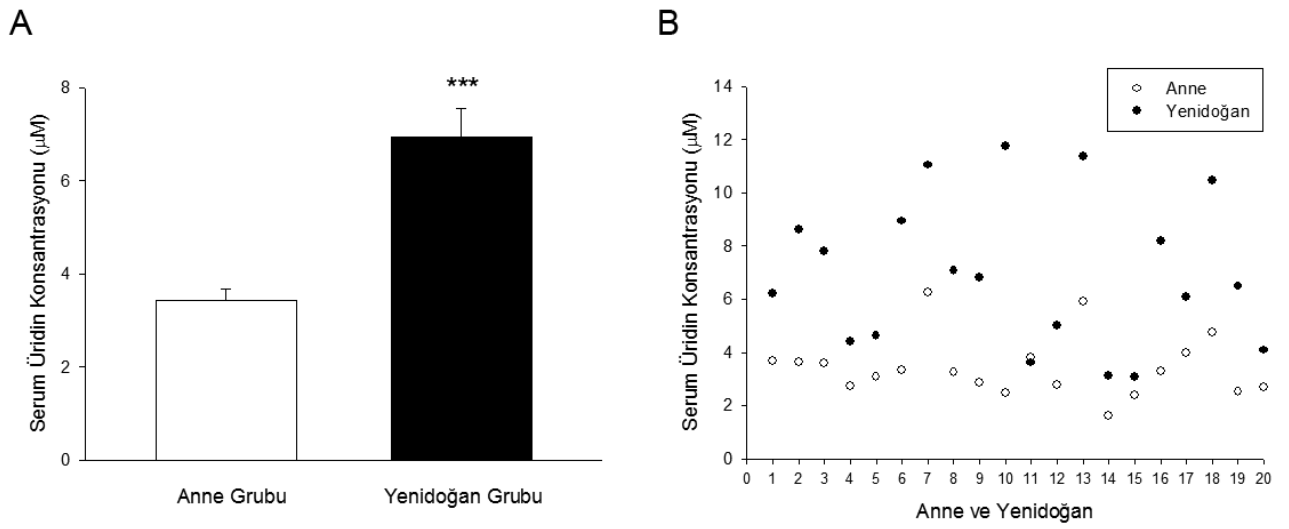 A
Serum Üridin Konsantrasyonu (µM)
8
6
4
2
0
***
Anne Grubu
Yenidoğan Grubu
B
Serum Üridin Konsantrasyonu (µM)
14
12
10
8
6
4
2
0
Anne
Yenidoğan
0 1 2 3 4 5 6 7 8 9 10 11 12 13 14 15 16 17 18 19 20
Anne ve Yenidoğan